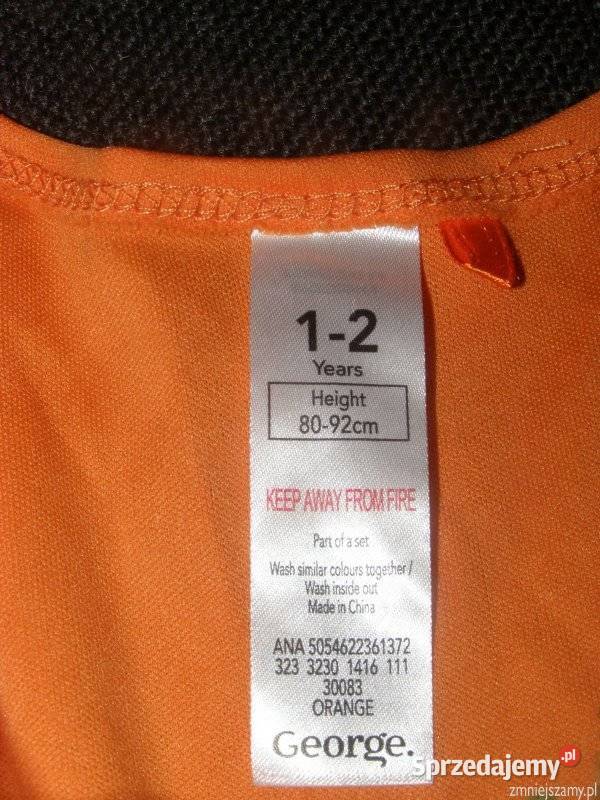 1-2
Years
Height
80-92cm
KEEP AWAY FROM FIRE
Part of a set
Wash similar colours together /
Wash inside out
Made in China
ANA 5054622361372
323 3230 1416 111
30083
ORANGE
George.
Sprzedajemy.pl
zmniejszamy.pl